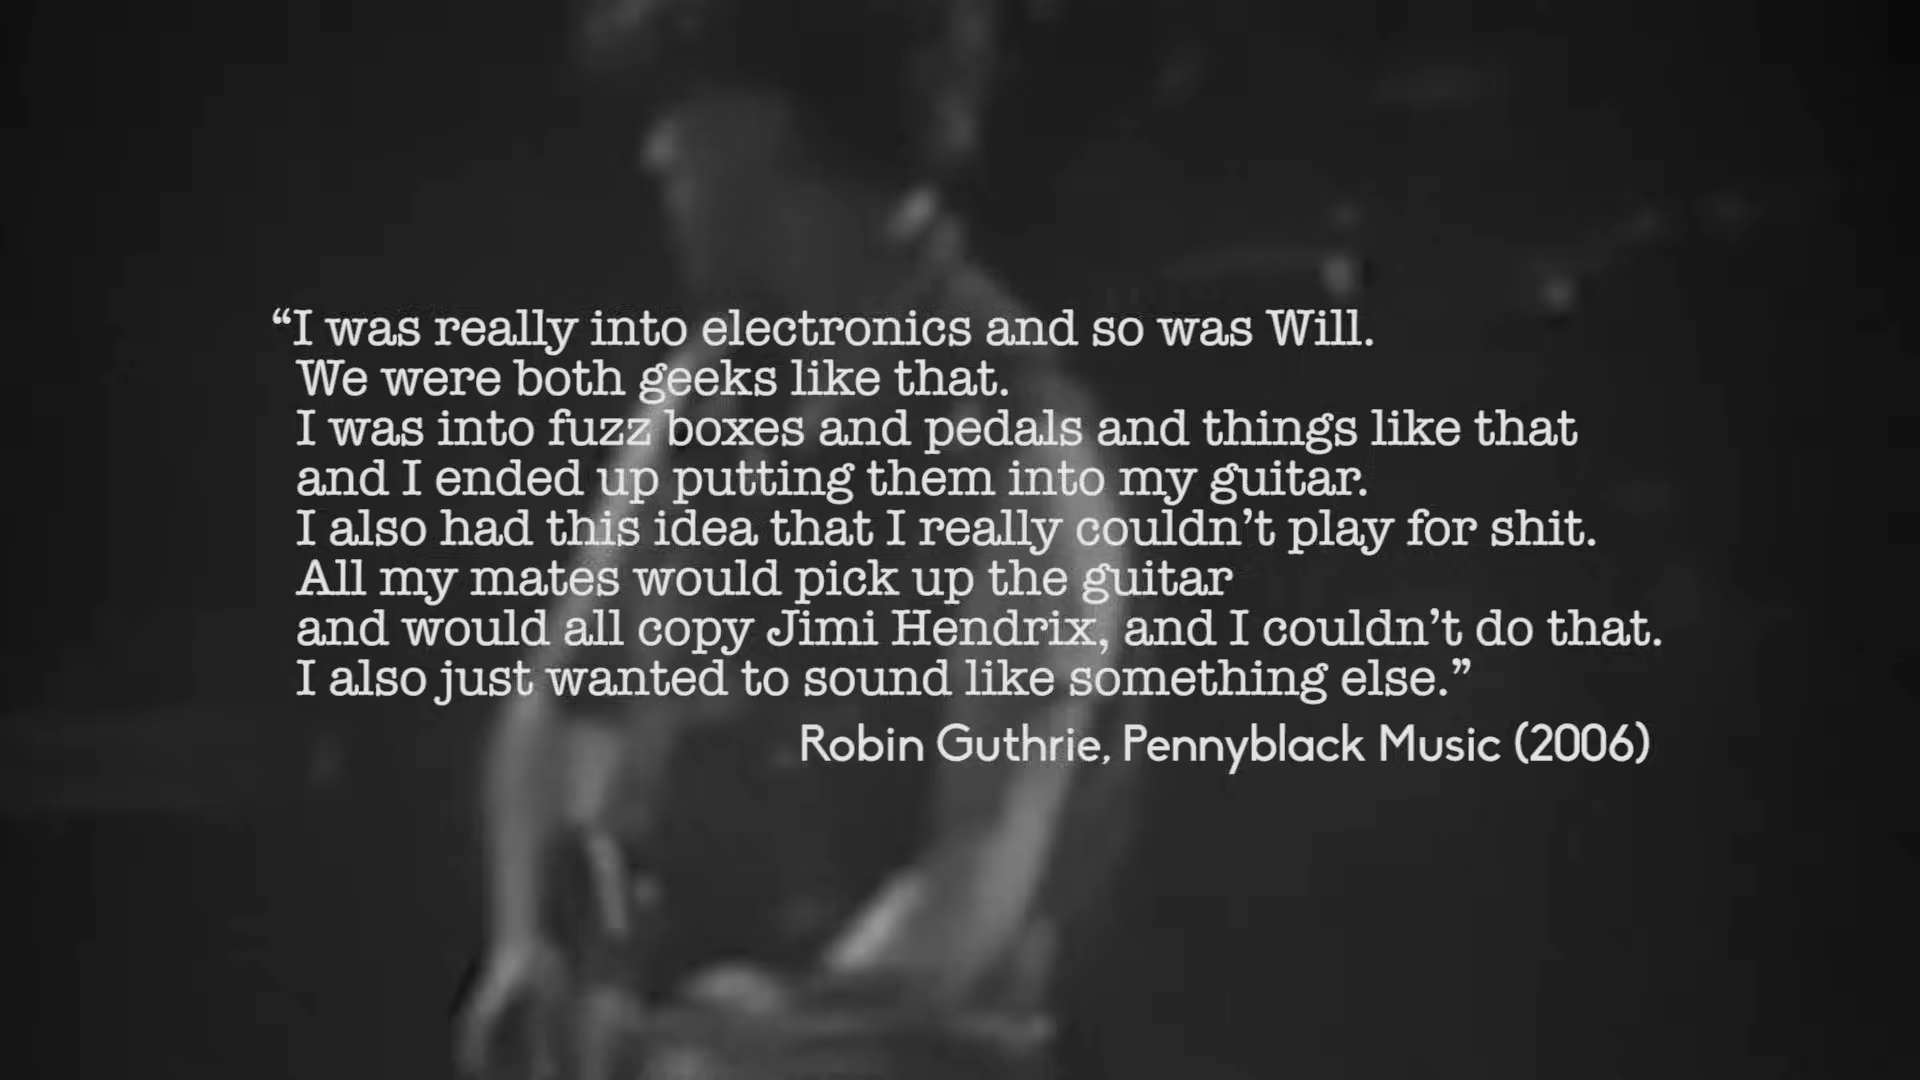 “I was really into electronics and so was Will.
We were both geeks like that.
I was into fuzz boxes and pedals and things like that
and I ended up putting them into my guitar.
I also had this idea that I really couldn’t play for shit.
All my mates would pick up the guitar
and would all copy Jimi Hendrix, and I couldn’t do that.
I also just wanted to sound like something else.”
Robin Guthrie, Pennyblack Music (2006)